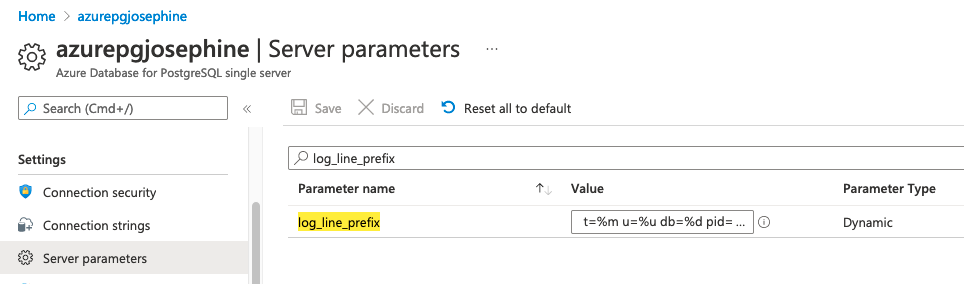 Home > azurepgjosephine
azurepgjosephine | Server parameters ...
Azure Database for PostgreSQL single server
Search (Cmd+/) «
Save Discard Reset all to default
log_line_prefix
Settings
Parameter name ↑↓ Value Parameter Type
Connection security
log_line_prefix t=%m u=%u db=%d pid= ... Dynamic
Connection strings
Server parameters